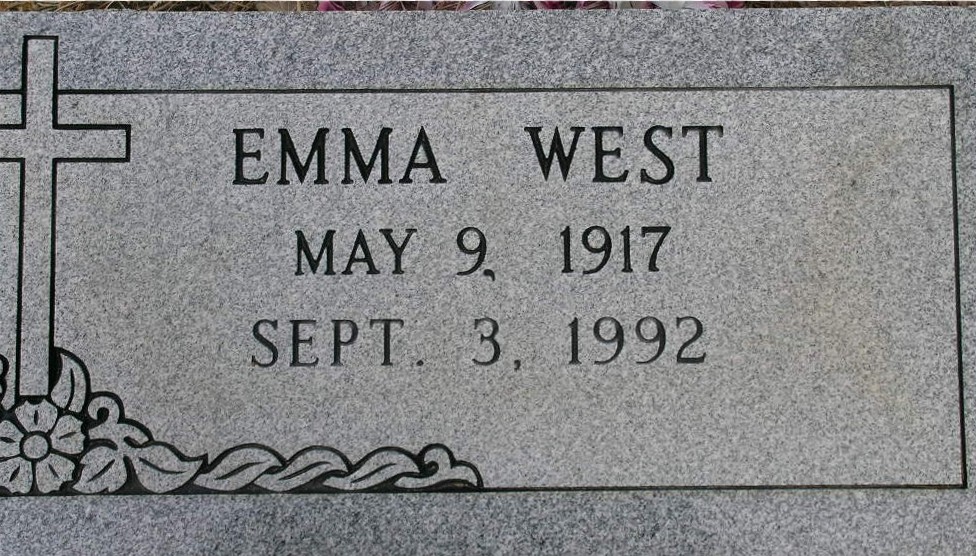 EMMA WEST
MAY 9, 1917
SEPT. 3, 1992